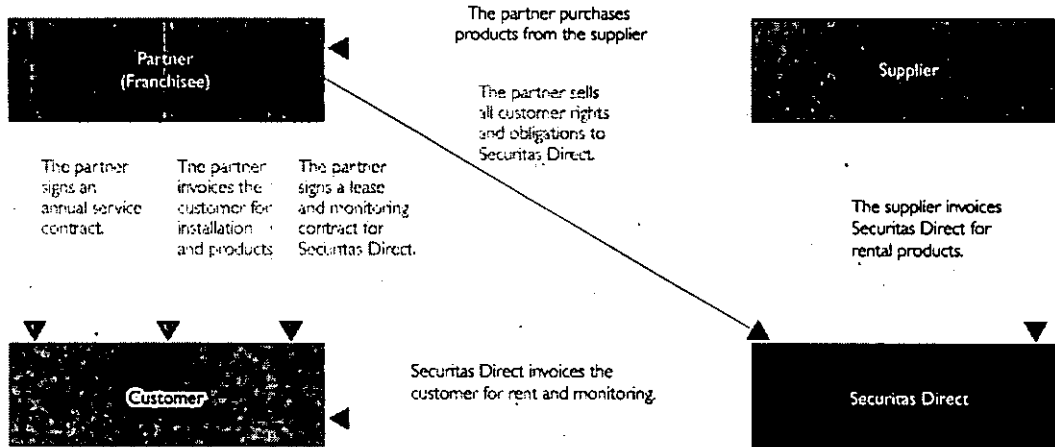 The partner purchases
products from the supplier
Partner
(Franchisee)
Supplier
The partner sells
all customer rights
and obligations to
Securitas Direct.
The partner
signs an
annual service
contract.
The partner
invoices the
customer for
installation
and products
The partner
signs a lease
and monitoring
contract for
Securitas Direct.
The supplier invoices
Securitas Direct for
rental products.
Customer
Securitas Direct invoices the
customer for rent and monitoring.
Securitas Direct